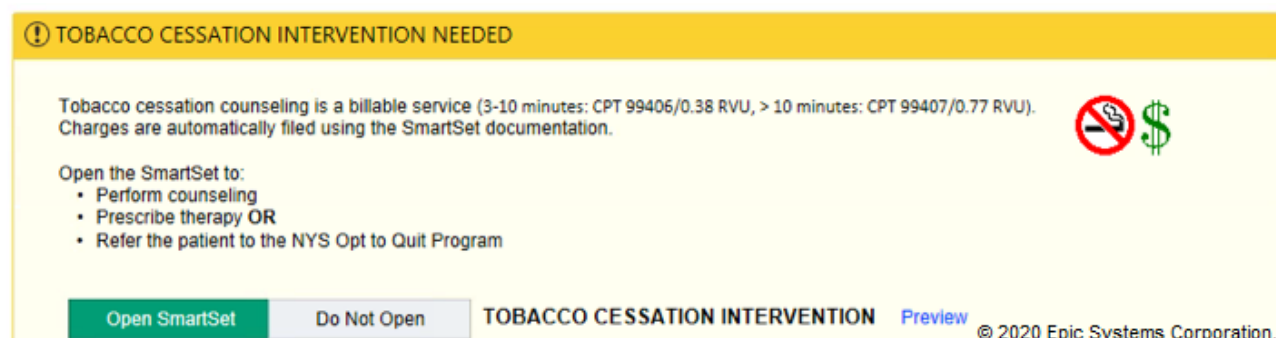 TOBACCO CESSATION INTERVENTION NEEDED
Tobacco cessation counseling is a billable service (3-10 minutes: CPT 99406/0.38 RVU, > 10 minutes: CPT 99407/0.77 RVU).
Charges are automatically filed using the SmartSet documentation.
Open the SmartSet to:
• Perform counseling
• Prescribe therapy OR
• Refer the patient to the NYS Opt to Quit Program
Open SmartSet Do Not Open TOBACCO CESSATION INTERVENTION Preview
© 2020 Epic Systems Corporation.